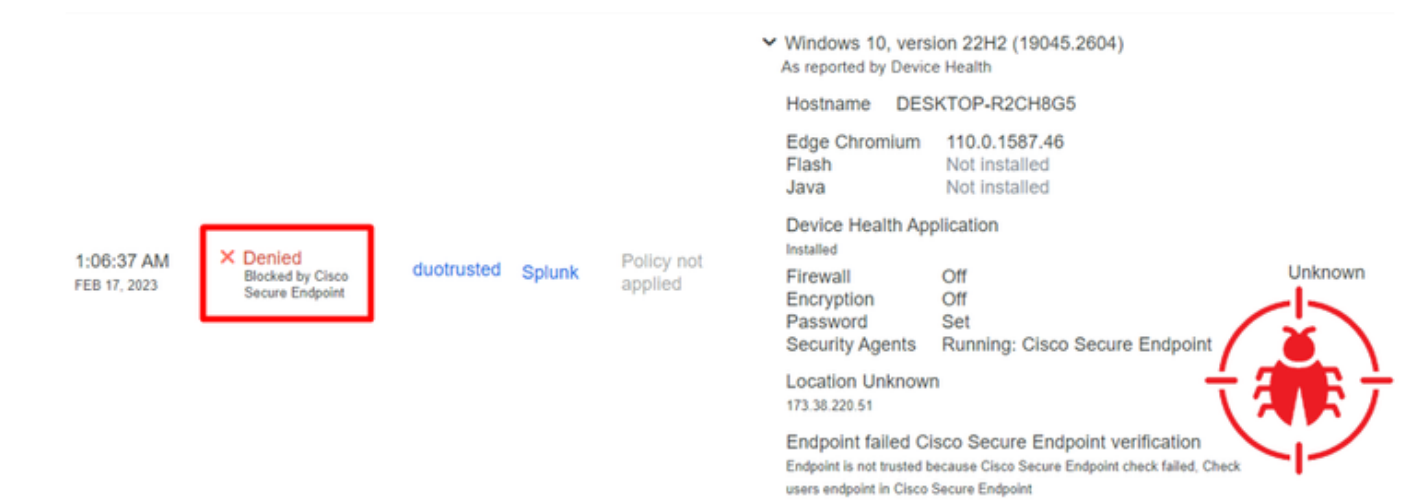 1:06:37 AM
FEB 17, 2023
Denied
Blocked by Cisco
Secure Endpoint
duotrusted
Splunk
Policy not
applied
Windows 10, version 22H2 (19045.2604)
As reported by Device Health
Hostname DESKTOP-R2CH8G5
Edge Chromium 110.0.1587.46
Flash Not installed
Java Not installed
Device Health Application
Installed
Firewall Off
Encryption Off
Password Set
Security Agents Running: Cisco Secure Endpoint
Location Unknown
173.38.220.51
Endpoint failed Cisco Secure Endpoint verification
Endpoint is not trusted because Cisco Secure Endpoint check failed, Check
users endpoint in Cisco Secure Endpoint
Unknown